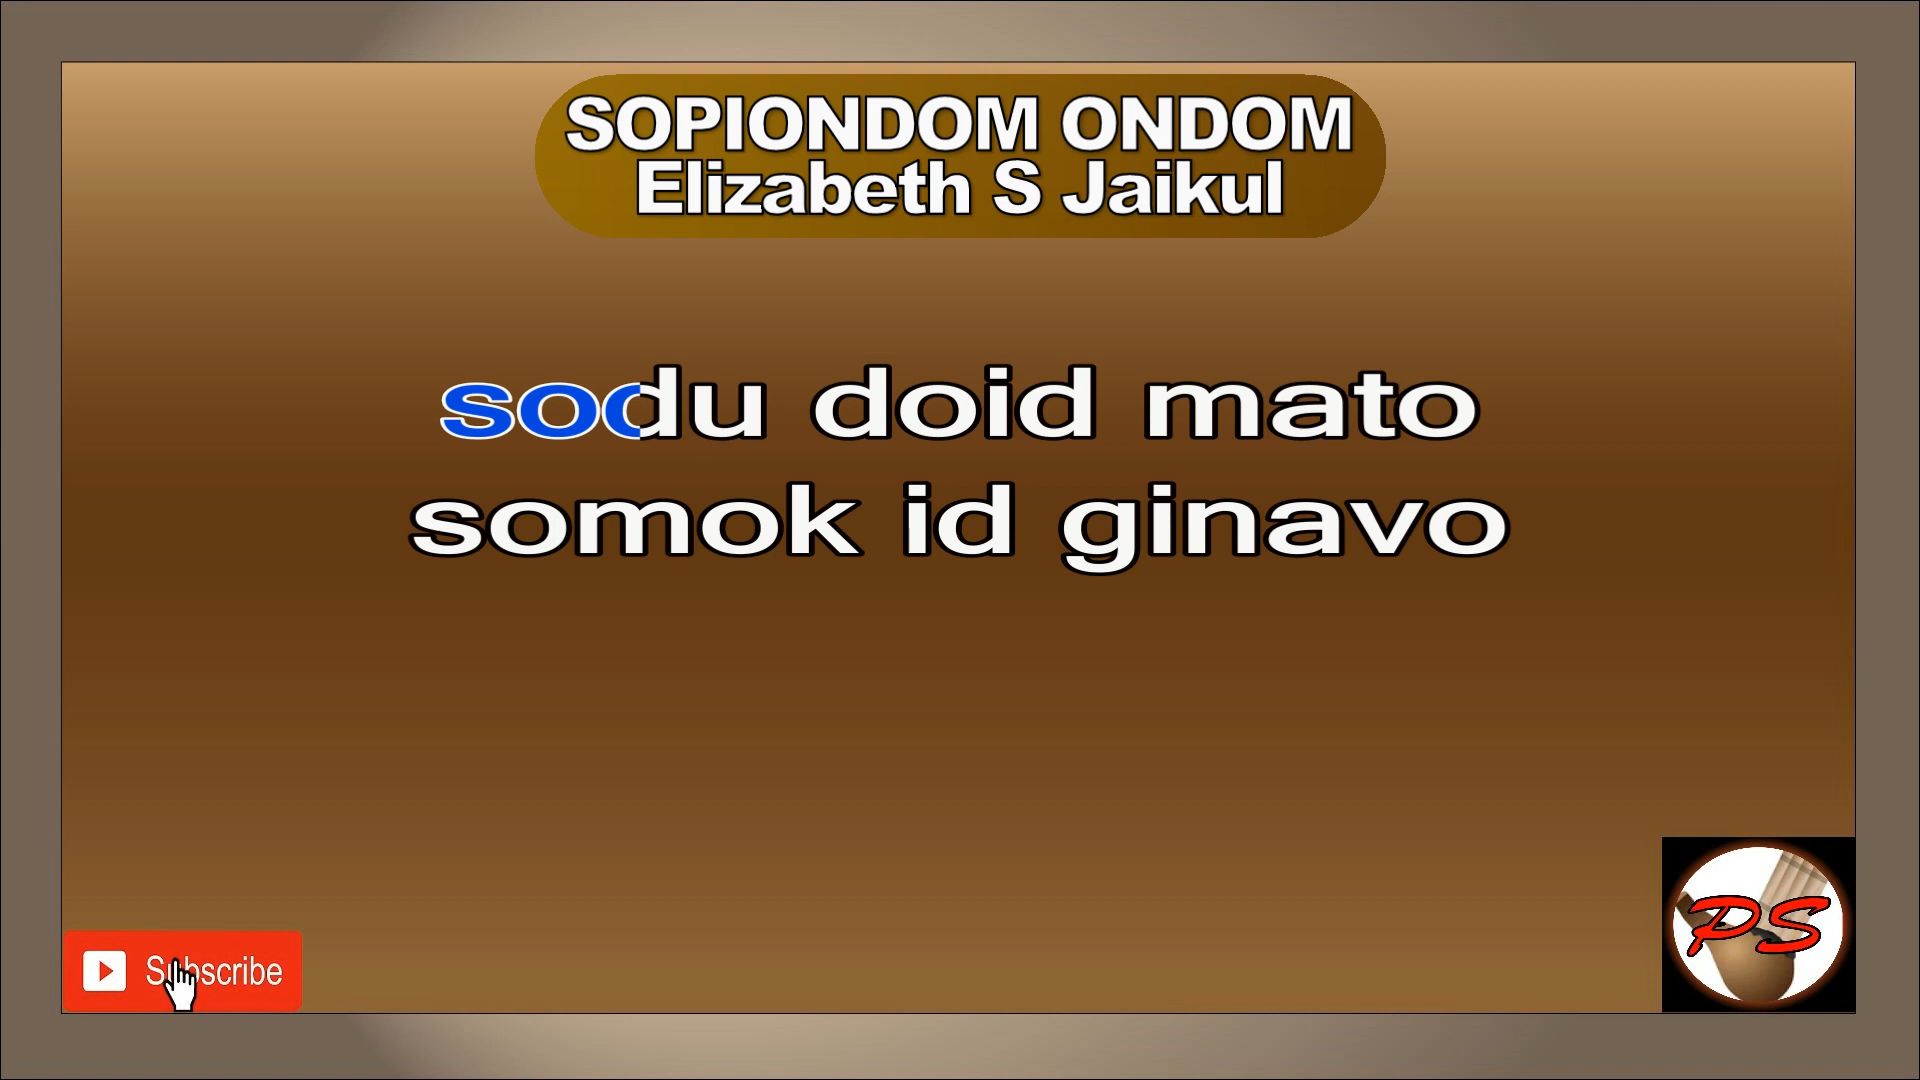 SOPIONDOM ONDOM
Elizabeth S Jaikul
sodu doid mato
somok id ginavo
Subscribe
PS